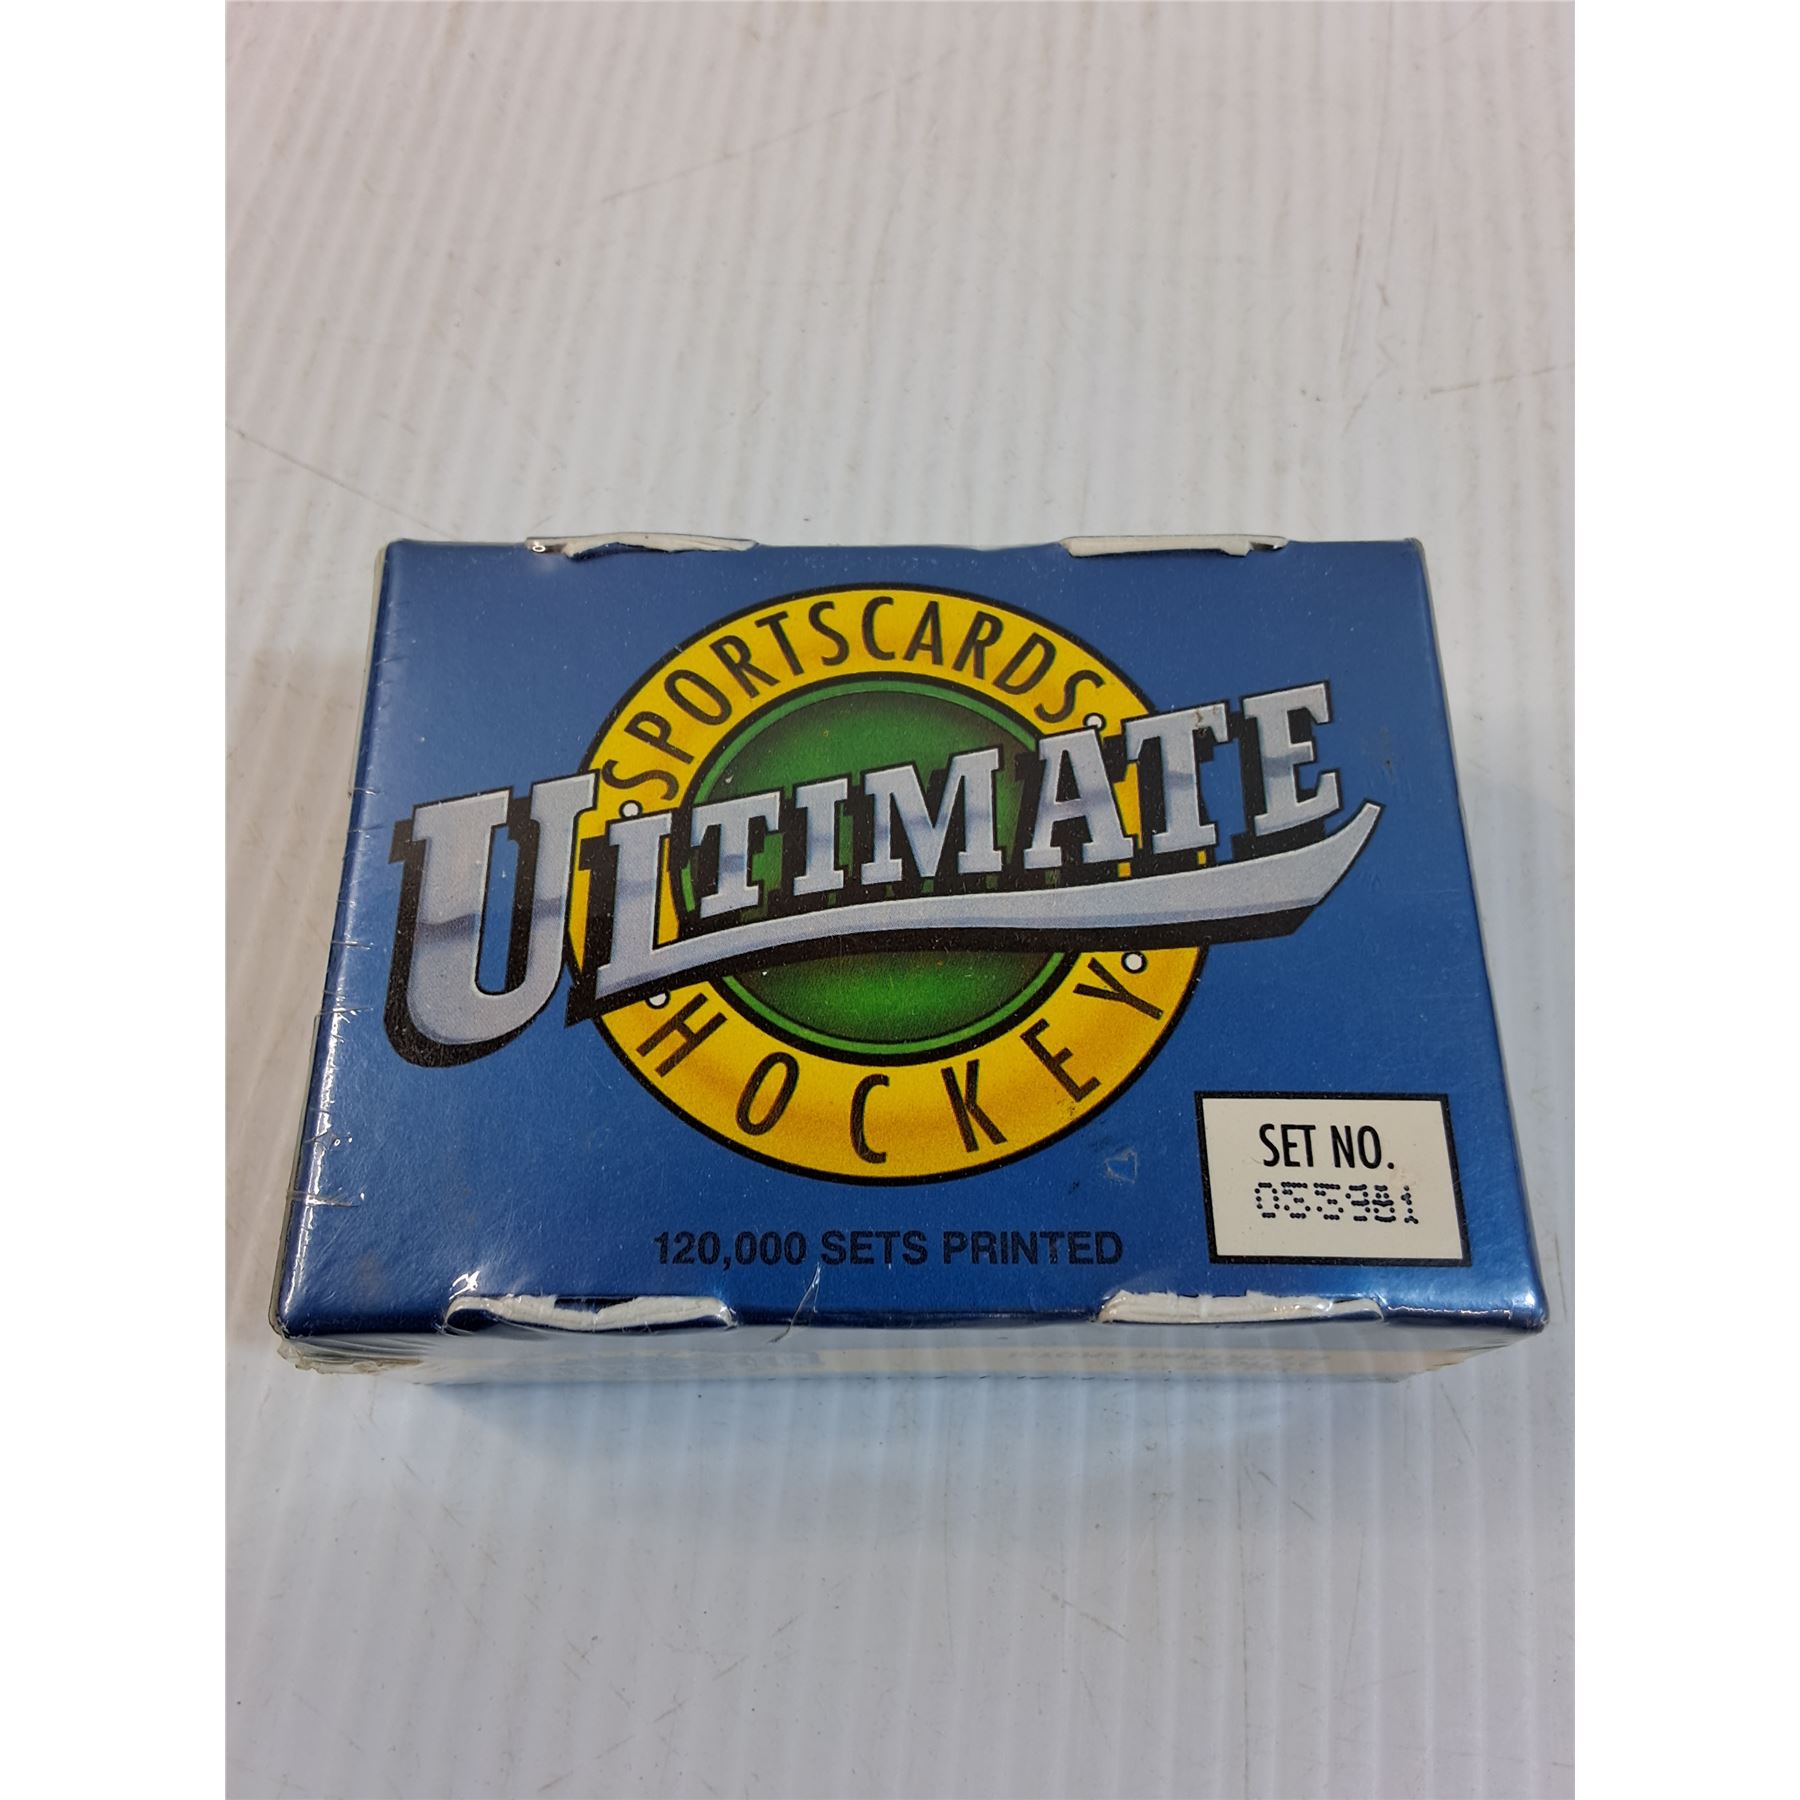 SPORTSCARDS
ULTIMATE
HOCKEY
SET NO.
120,000 SETS PRINTED